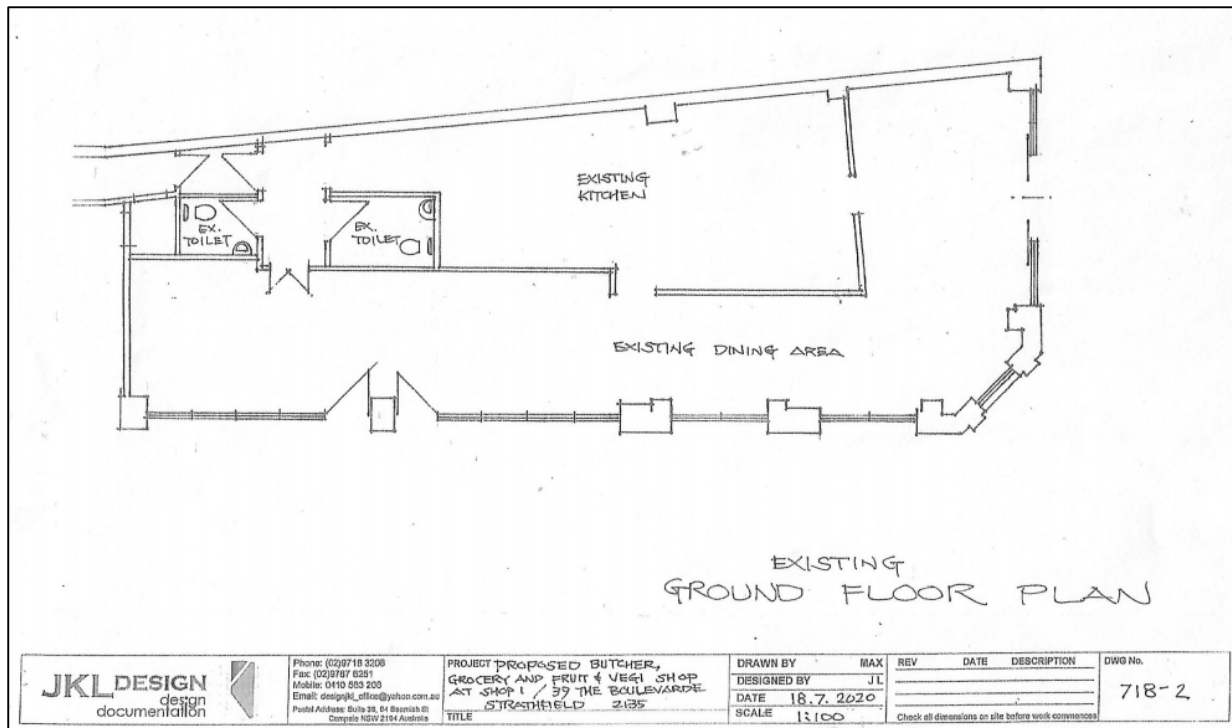 EXISTING
KITCHEN
EX.
TOILET
EX.
TOILET
EXISTING DINING AREA
EXISTING
GROUND FLOOR PLAN
JKL DESIGN
design
documentation
Phone: (02)9718 3208
Fax: (02)9787 8251
Mobile: 0410 583 208
Email: designjkl_office@yahoo.com.au
Postal Address: Suite 38, 84 Beamish St
Campsie NSW 2194 Australia
PROJECT PROPOSED BUTCHER,
GROCERY AND FRUIT & VEGI SHOP
AT SHOP 1 / 39 THE BOULEVARDE
STRATHFIELD 2135
TITLE
DRAWN BY MAX
DESIGNED BY JL
DATE 18.7.2020
SCALE 1:100
REV DATE DESCRIPTION
Check all dimensions on site before work commences
DWG No.
718-2